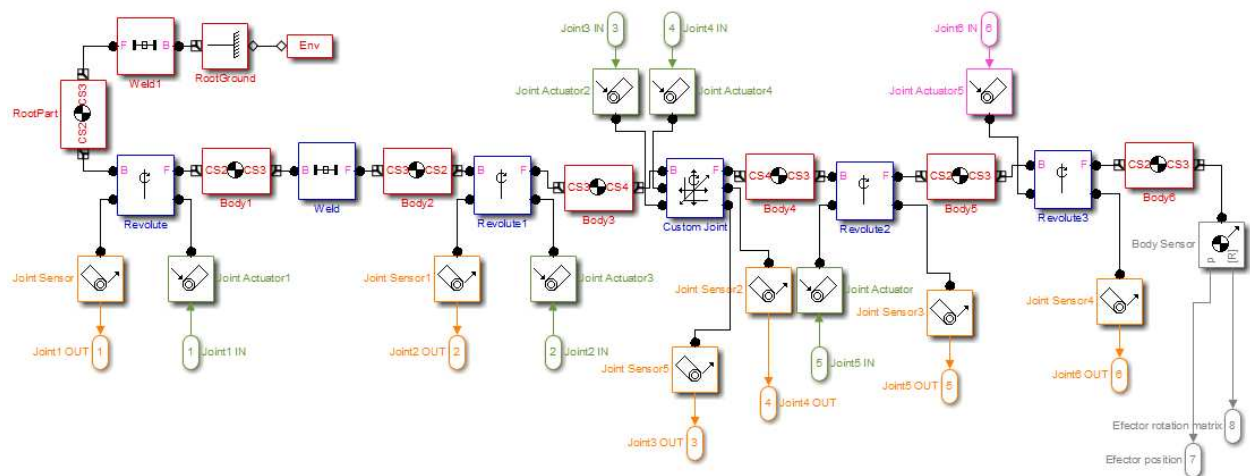 Joint3 IN 3
4 Joint4 IN
Joint6 IN 6
F B
Env
Weld1
RootGround
Joint Actuator2
Joint Actuator4
Joint Actuator5
RootPart
CS2 CS3
B F
CS2 CS3
B F
CS2 CS3
B F
CS3 CS4
B F
CS4 CS3
B F
CS2 CS3
B F
CS2 CS3
Revolute
Body1
Weld
Body2
Revolute1
Body3
Custom Joint
Body4
Revolute2
Body5
Revolute3
Body6
Body Sensor
P
[R]
Joint Sensor
Joint Actuator1
Joint Sensor1
Joint Actuator3
Joint Sensor2
Joint Actuator
Joint Sensor3
Joint Sensor4
Joint1 OUT 1
1 Joint1 IN
Joint2 OUT 2
2 Joint2 IN
Joint Sensor5
5 Joint5 IN
Joint5 OUT 5
Joint6 OUT 6
4 Joint4 OUT
Joint3 OUT 3
Efector rotation matrix 8
Efector position 7